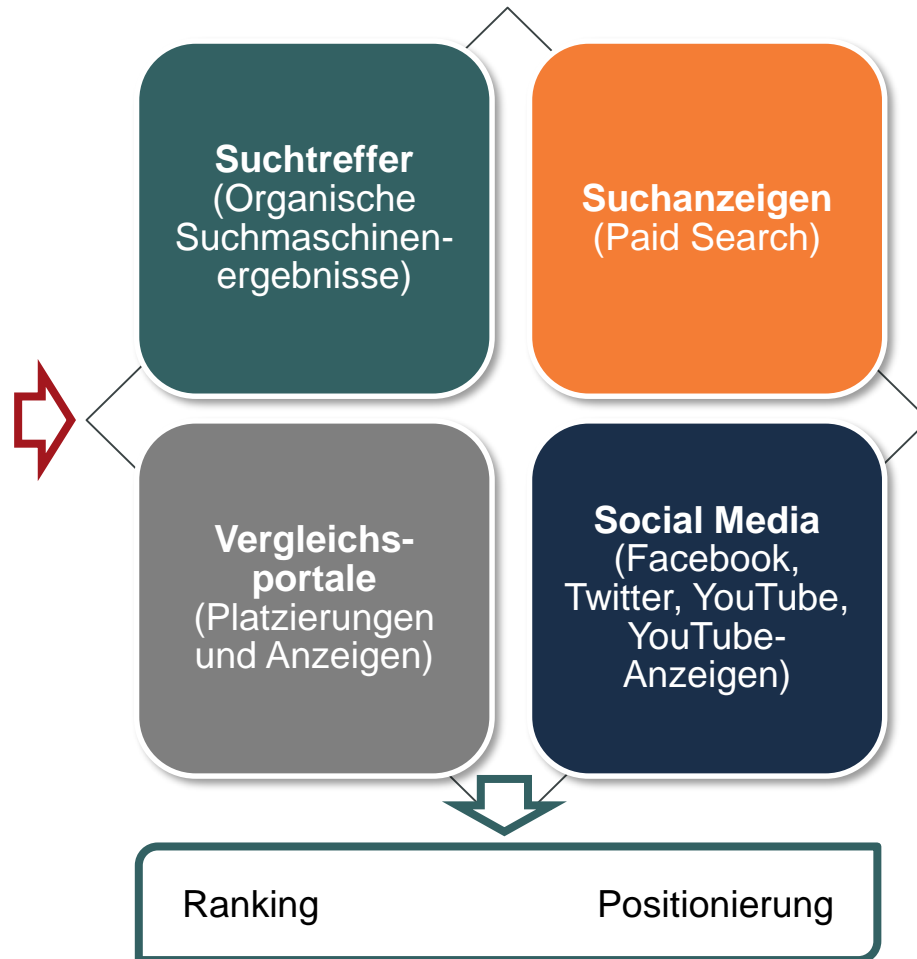 Suchtreffer
(Organische
Suchmaschinen-
ergebnisse)
Suchanzeigen
(Paid Search)
Vergleichs-
portale
(Platzierungen
und Anzeigen)
Social Media
(Facebook,
Twitter, YouTube,
YouTube-
Anzeigen)
Ranking Positionierung